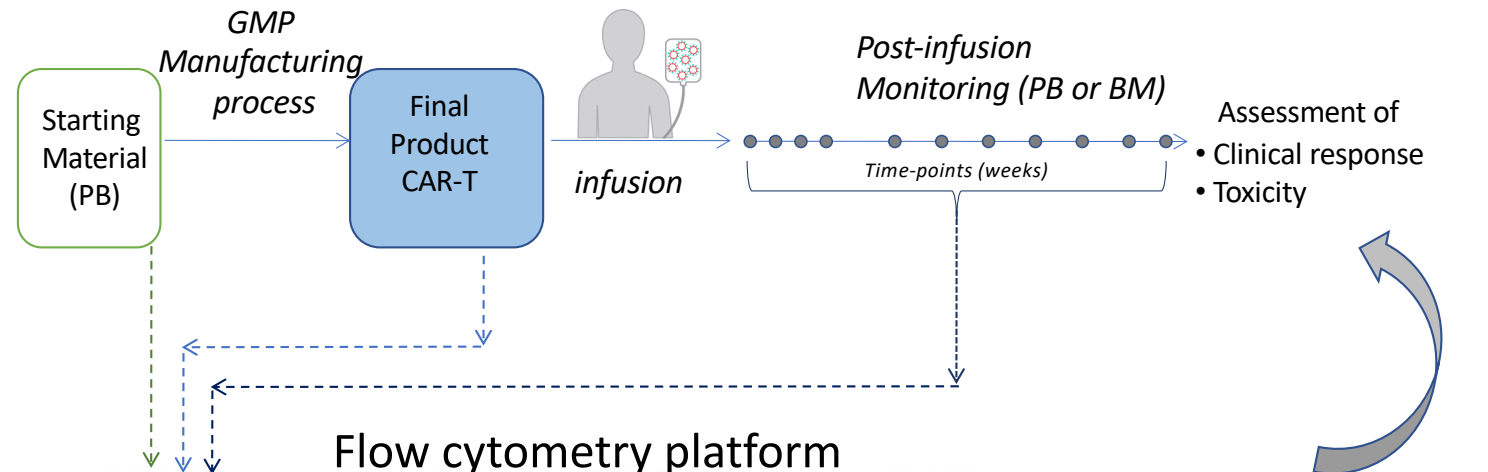 GMP
Manufacturing
process
Starting
Material
(PB)
Final
Product
CAR-T
infusion
Post-infusion
Monitoring (PB or BM)
Time-points (weeks)
Assessment of
• Clinical response
• Toxicity
Flow cytometry platform